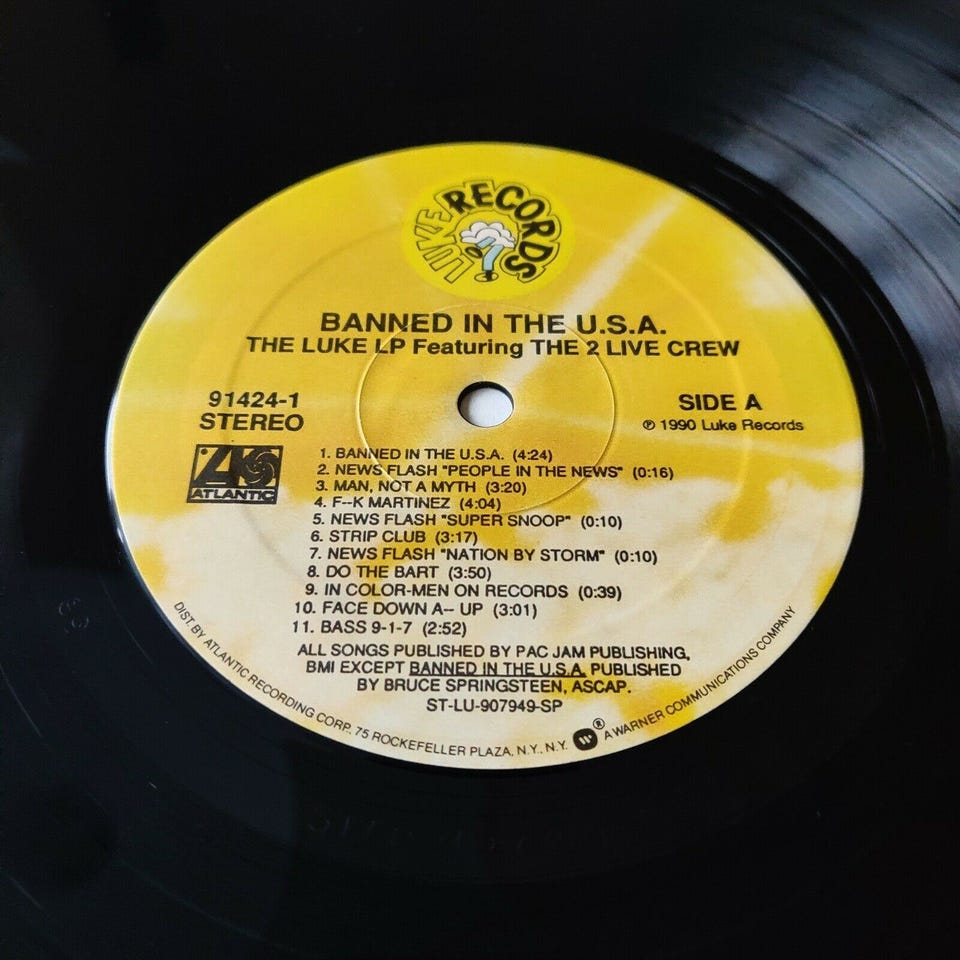 LUKE RECORDS
BANNED IN THE U.S.A.
THE LUKE LP Featuring THE 2 LIVE CREW
91424-1
STEREO
SIDE A
℗ 1990 Luke Records
ATLANTIC
1. BANNED IN THE U.S.A. (4:24)
2. NEWS FLASH "PEOPLE IN THE NEWS" (0:16)
3. MAN, NOT A MYTH (3:20)
4. F--K MARTINEZ (4:04)
5. NEWS FLASH "SUPER SNOOP" (0:10)
6. STRIP CLUB (3:17)
7. NEWS FLASH "NATION BY STORM" (0:10)
8. DO THE BART (3:50)
9. IN COLOR-MEN ON RECORDS (0:39)
10. FACE DOWN A-- UP (3:01)
11. BASS 9-1-7 (2:52)
ALL SONGS PUBLISHED BY PAC JAM PUBLISHING,
BMI EXCEPT BANNED IN THE U.S.A. PUBLISHED
BY BRUCE SPRINGSTEEN, ASCAP.
ST-LU-907949-SP
DIST. BY ATLANTIC RECORDING CORP. 75 ROCKEFELLER PLAZA, N.Y., N.Y. ® A WARNER COMMUNICATIONS COMPANY